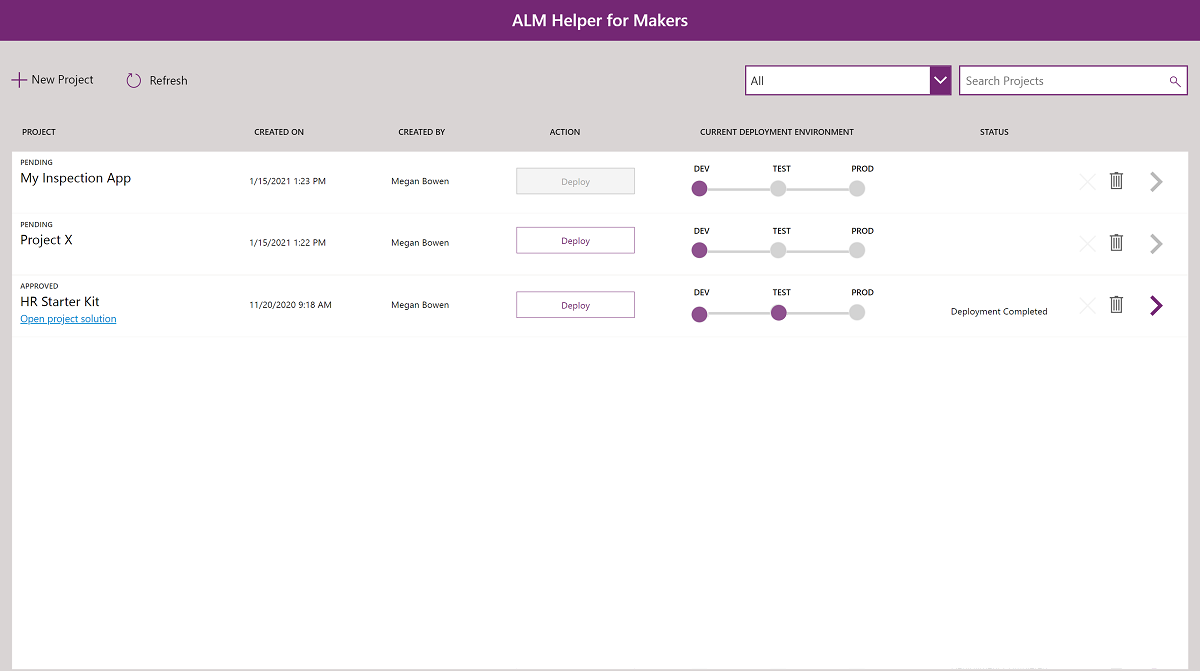 ALM Helper for Makers
New Project
Refresh
All
Search Projects
PROJECT CREATED ON CREATED BY ACTION CURRENT DEPLOYMENT ENVIRONMENT STATUS
PENDING
My Inspection App
1/15/2021 1:23 PM
Megan Bowen
Deploy
DEV TEST PROD
PENDING
Project X
1/15/2021 1:22 PM
Megan Bowen
Deploy
DEV TEST PROD
APPROVED
HR Starter Kit
Open project solution
11/20/2020 9:18 AM
Megan Bowen
Deploy
DEV TEST PROD
Deployment Completed